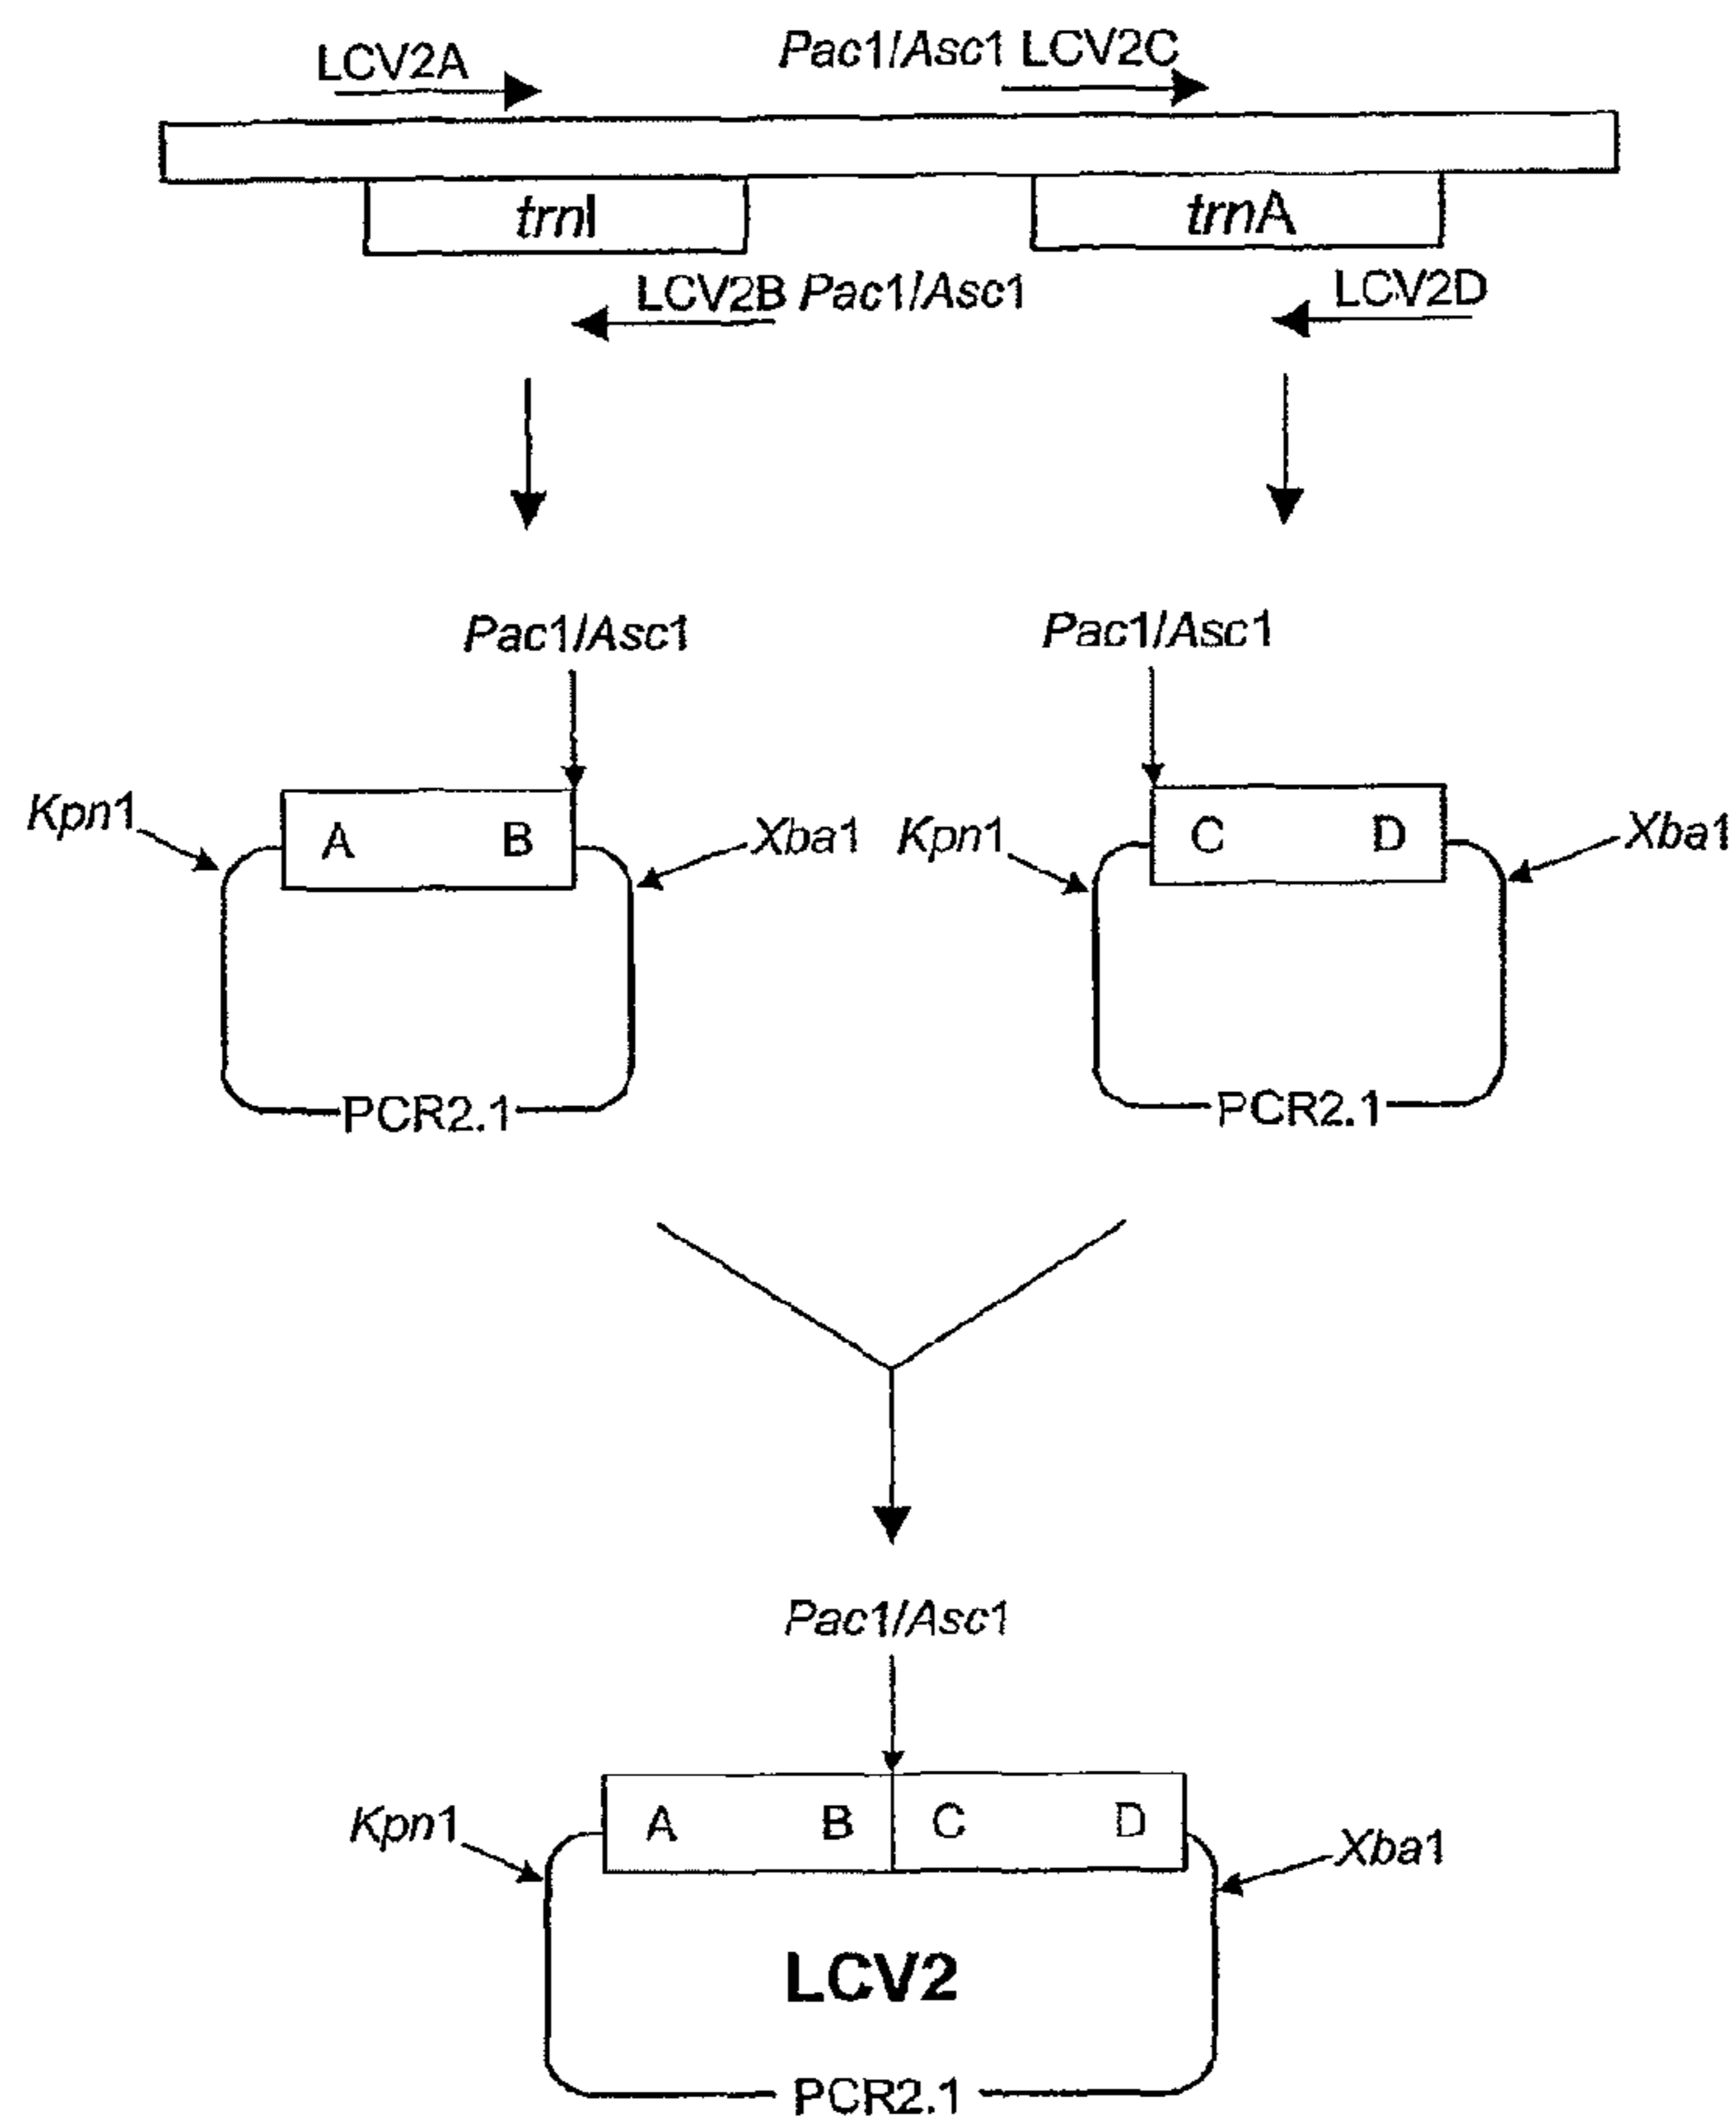 LCV2A
Pac1/Asc1 LCV2C
trnI
trnA
LCV2B Pac1/Asc1
LCV2D
Pac1/Asc1
Pac1/Asc1
Kpn1
A B
Xba1
Kpn1
C D
Xba1
PCR2.1
PCR2.1
Pac1/Asc1
Kpn1
A B C D
Xba1
LCV2
PCR2.1